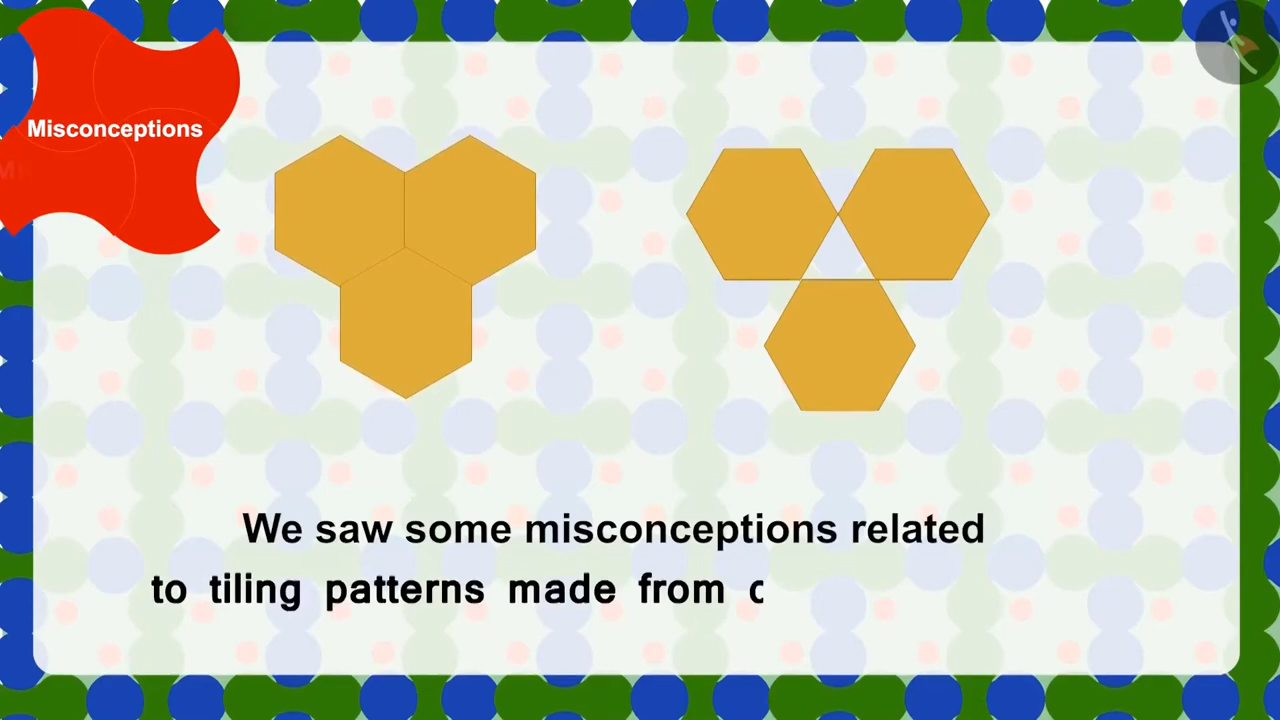 Misconceptions
We saw some misconceptions related
to tiling patterns made from